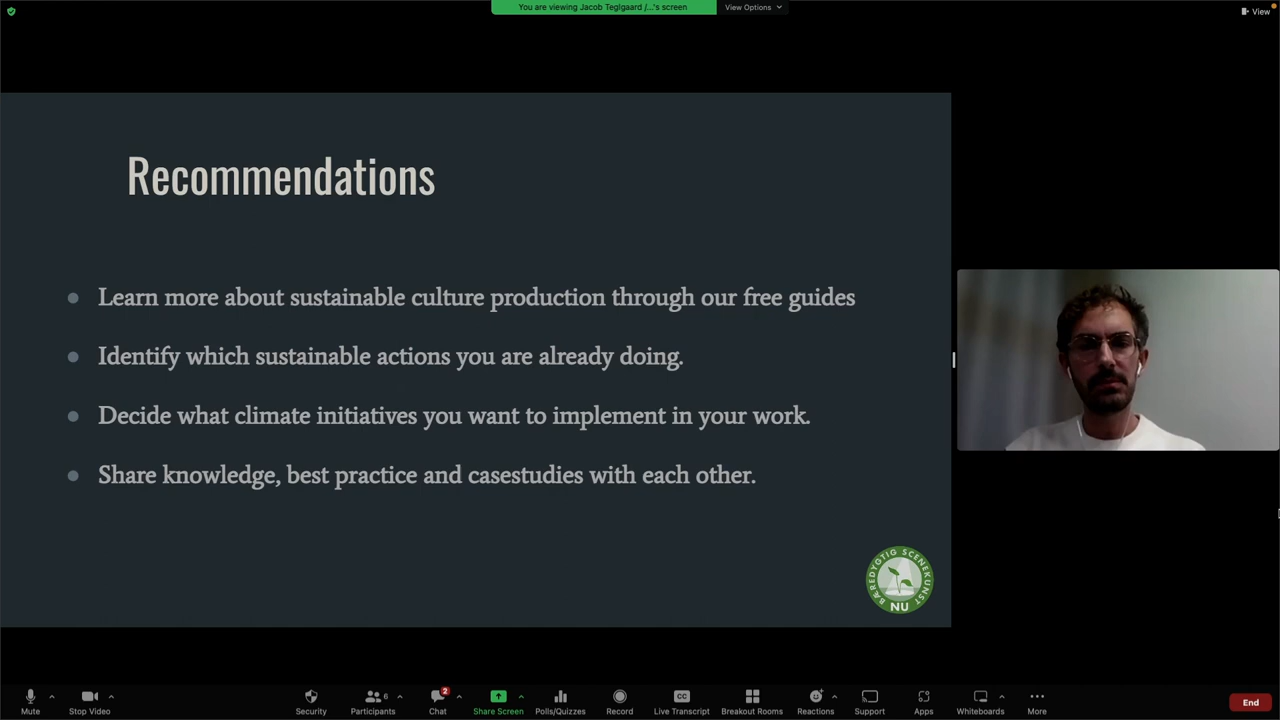 You are viewing Jacob Teglgaard /...'s screen
View Options
View
Recommendations
Learn more about sustainable culture production through our free guides
Identify which sustainable actions you are already doing.
Decide what climate initiatives you want to implement in your work.
Share knowledge, best practice and casestudies with each other.
BÆREDYGTIG SCENEKUNST
NU
Mute
Stop Video
Security
Participants
6
Chat
2
Share Screen
Polls/Quizzes
Record
CC
Live Transcript
Breakout Rooms
Reactions
Support
Apps
Whiteboards
More
End